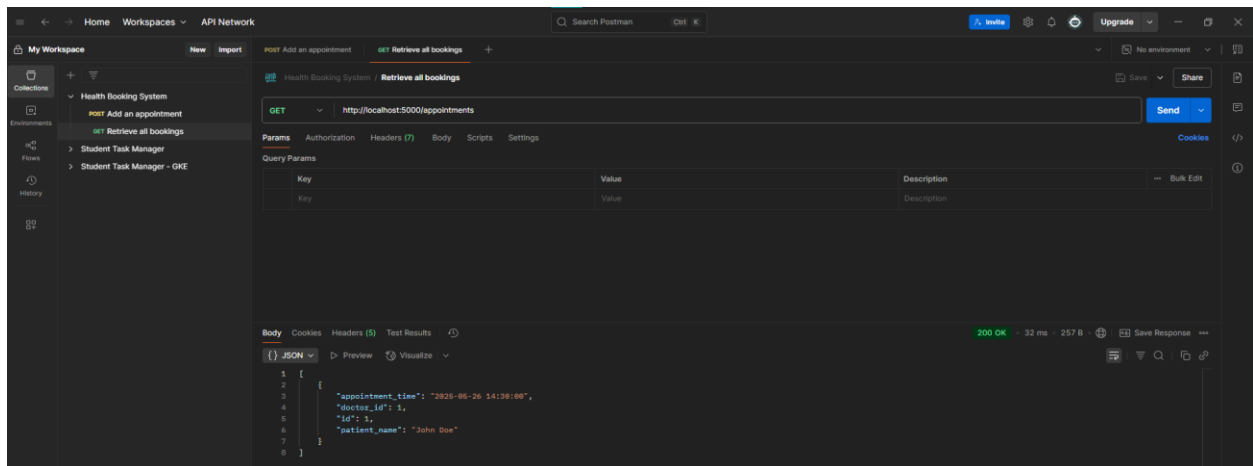 Home Workspaces API Network Search Postman Ctrl K Invite Upgrade
My Workspace New Import POST Add an appointment GET Retrieve all bookings + No environment
Collections
Environments
Flows
History
Health Booking System
POST Add an appointment
GET Retrieve all bookings
Student Task Manager
Student Task Manager - GKE
Health Booking System / Retrieve all bookings Save Share
GET http://localhost:5000/appointments Send
Params Authorization Headers (7) Body Scripts Settings Cookies
Query Params
Key Value Description ••• Bulk Edit
Key Value Description
Body Cookies Headers (5) Test Results 200 OK • 32 ms • 257 B • Save Response •••
{} JSON Preview Visualize
1 [
2 {
3 "appointment_time": "2025-05-26 14:30:00",
4 "doctor_id": 1,
5 "id": 1,
6 "patient_name": "John Doe"
7 }
8 ]